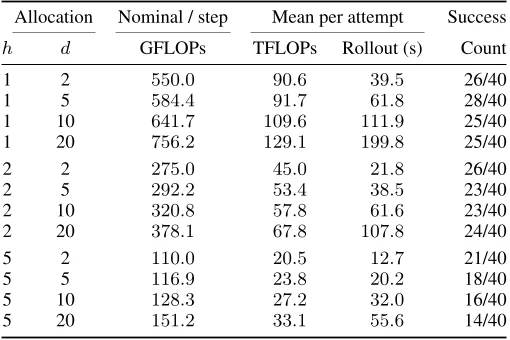 Allocation Nominal / step Mean per attempt Success
h d GFLOPs TFLOPs Rollout (s) Count
1 2 550.0 90.6 39.5 26/40
1 5 584.4 91.7 61.8 28/40
1 10 641.7 109.6 111.9 25/40
1 20 756.2 129.1 199.8 25/40
2 2 275.0 45.0 21.8 26/40
2 5 292.2 53.4 38.5 23/40
2 10 320.8 57.8 61.6 23/40
2 20 378.1 67.8 107.8 24/40
5 2 110.0 20.5 12.7 21/40
5 5 116.9 23.8 20.2 18/40
5 10 128.3 27.2 32.0 16/40
5 20 151.2 33.1 55.6 14/40